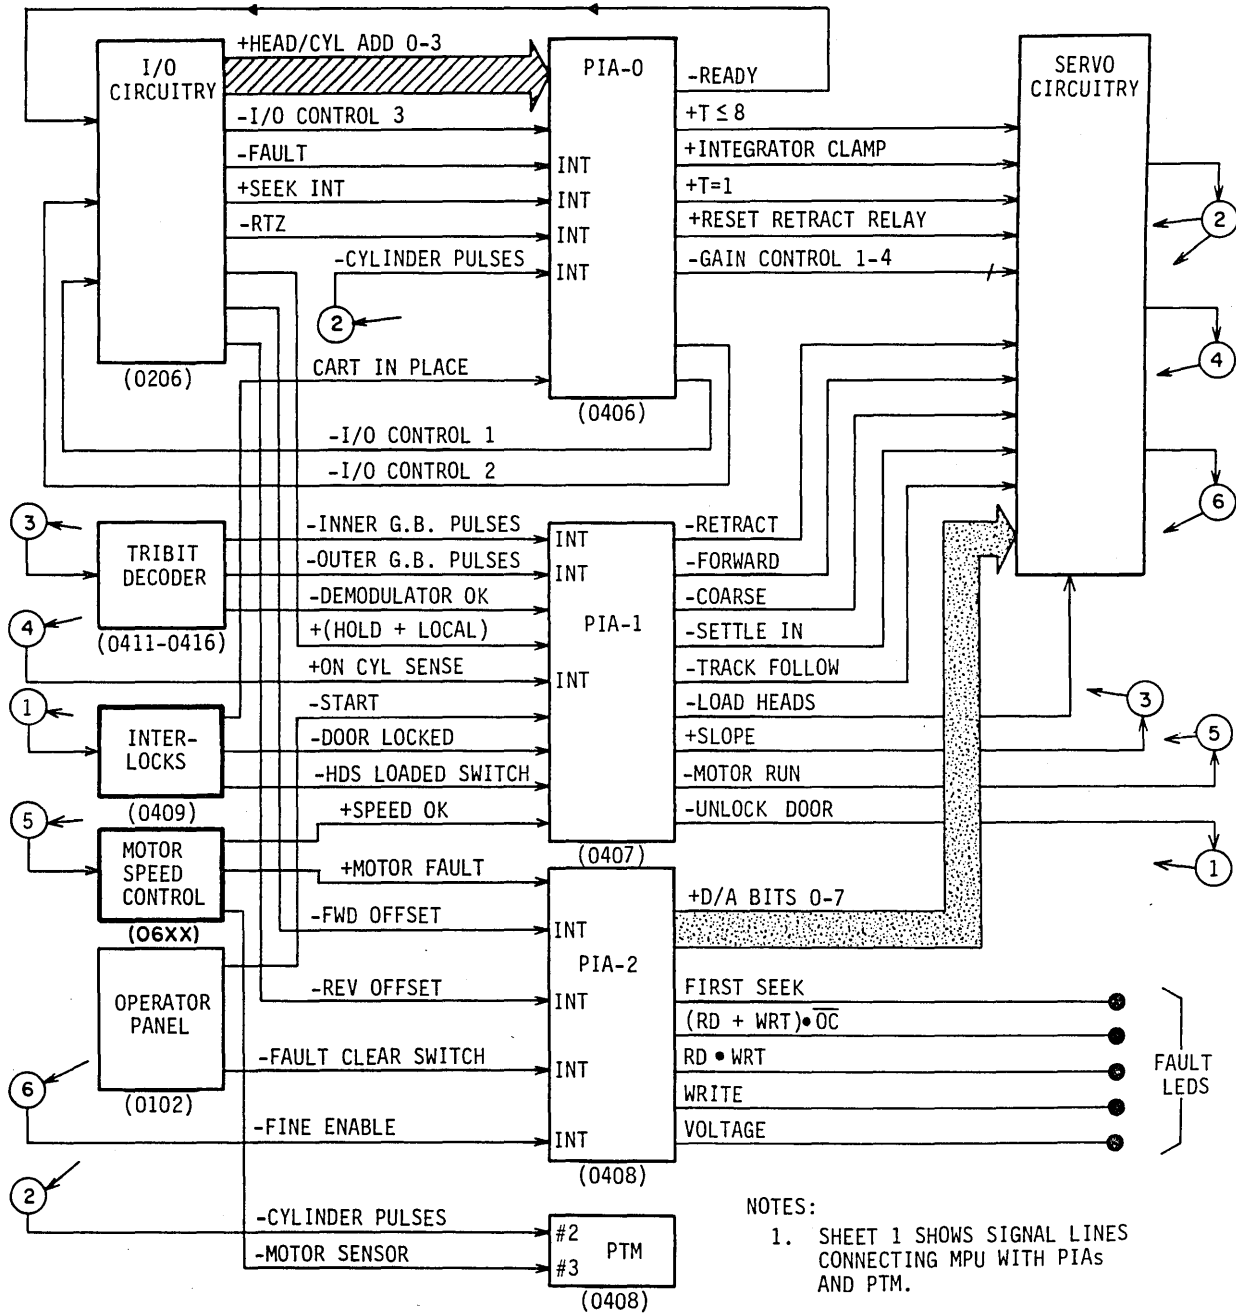 +HEAD/CYL ADD 0-3
I/O
CIRCUITRY
PIA-0
SERVO
CIRCUITRY
-READY
-I/O CONTROL 3
+T ≤ 8
-FAULT
INT
+INTEGRATOR CLAMP
+SEEK INT
INT
+T=1
-RTZ
INT
+RESET RETRACT RELAY
2
-CYLINDER PULSES
INT
-GAIN CONTROL 1-4
2
4
(0206)
CART IN PLACE
(0406)
-I/O CONTROL 1
-I/O CONTROL 2
6
3
TRIBIT
DECODER
-INNER G.B. PULSES
INT
-RETRACT
-OUTER G.B. PULSES
INT
-FORWARD
-DEMODULATOR OK
-COARSE
4
(0411-0416)
+(HOLD + LOCAL)
PIA-1
-SETTLE IN
+ON CYL SENSE
INT
-TRACK FOLLOW
1
-START
-LOAD HEADS
3
INTER-
LOCKS
-DOOR LOCKED
+SLOPE
5
-HDS LOADED SWITCH
-MOTOR RUN
(0409)
+SPEED OK
-UNLOCK DOOR
5
MOTOR
SPEED
CONTROL
(0407)
1
+MOTOR FAULT
+D/A BITS 0-7
(06XX)
-FWD OFFSET
INT
PIA-2
OPERATOR
PANEL
-REV OFFSET
INT
FIRST SEEK
(RD + WRT)•O̅C̅
-FAULT CLEAR SWITCH
INT
RD • WRT
FAULT
LEDS
6
(0102)
WRITE
-FINE ENABLE
INT
VOLTAGE
(0408)
2
-CYLINDER PULSES
#2
PTM
-MOTOR SENSOR
#3
(0408)
NOTES:
1. SHEET 1 SHOWS SIGNAL LINES
CONNECTING MPU WITH PIAs
AND PTM.